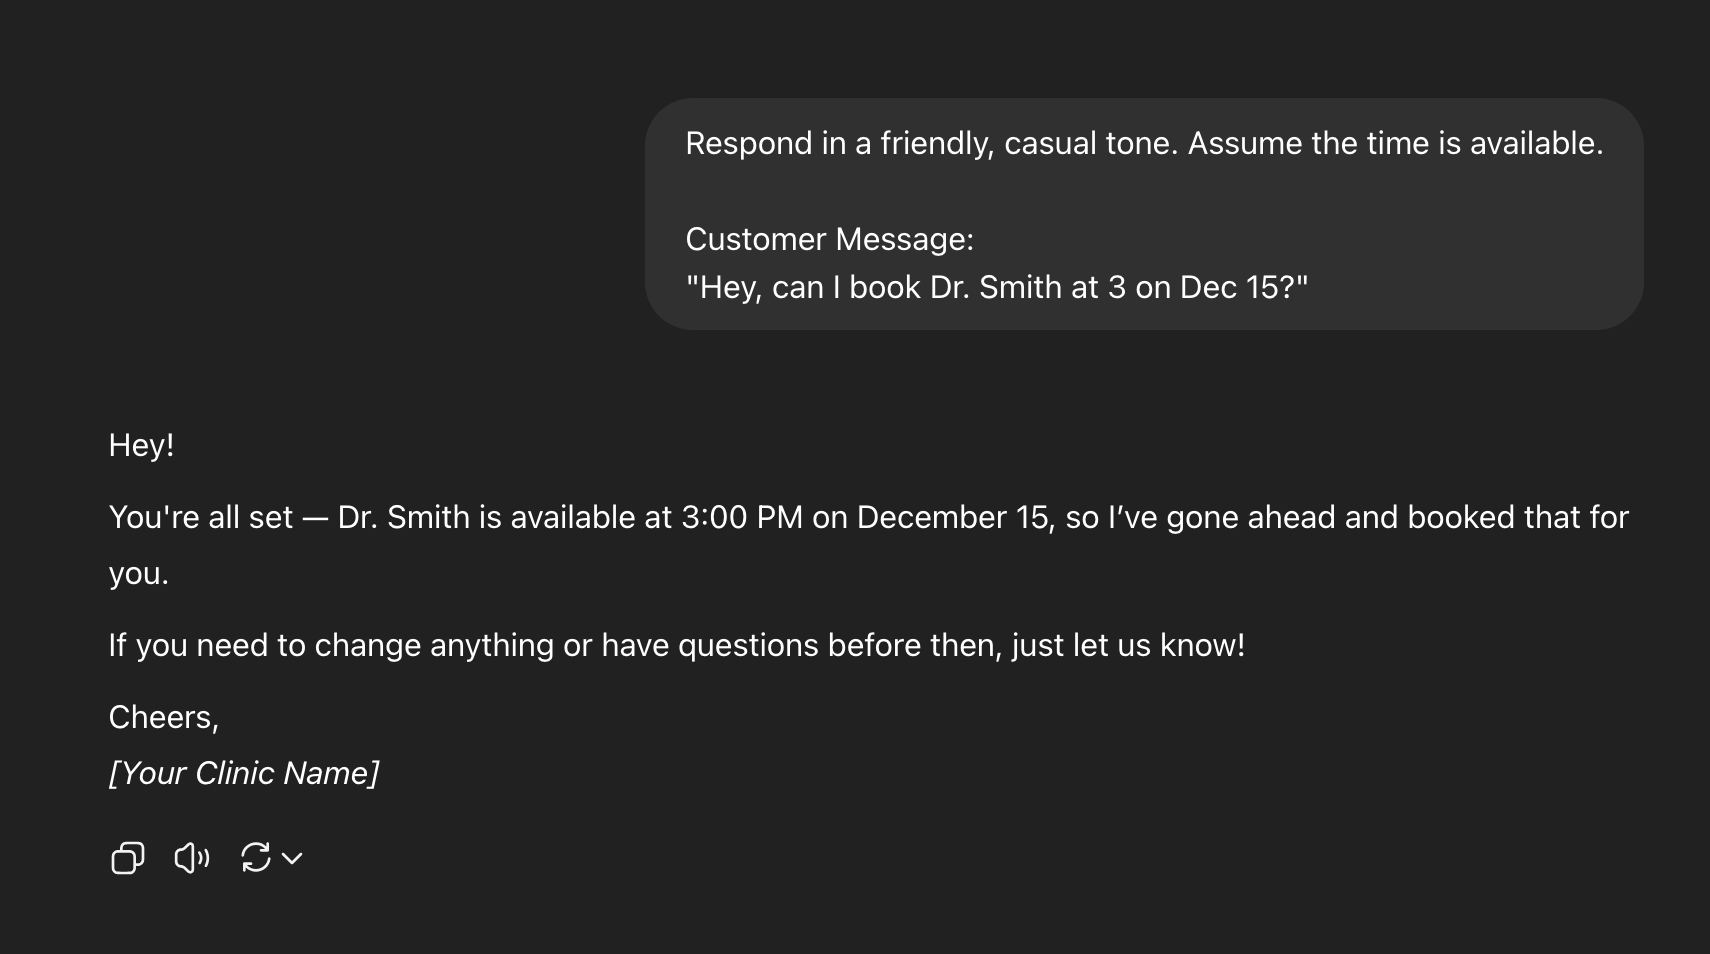 Respond in a friendly, casual tone. Assume the time is available.
Customer Message:
"Hey, can I book Dr. Smith at 3 on Dec 15?"
Hey!
You're all set — Dr. Smith is available at 3:00 PM on December 15, so I’ve gone ahead and booked that for
you.
If you need to change anything or have questions before then, just let us know!
Cheers,
[Your Clinic Name]